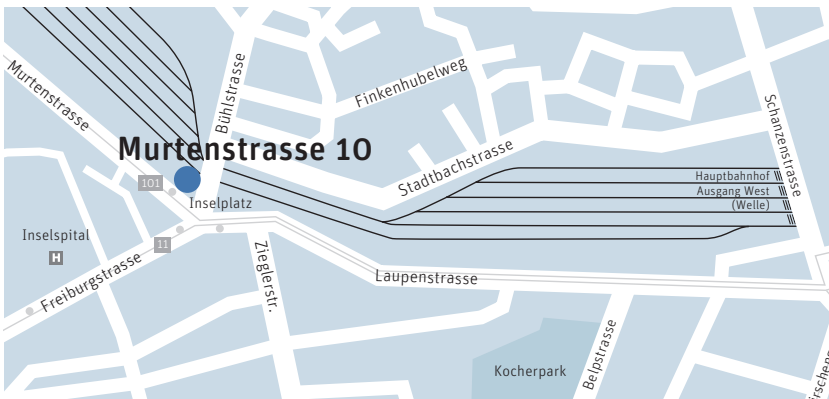 Murtenstrasse
Bühlstrasse
Finkenhubelweg
Schanzenstrasse
Murtenstrasse 10
Stadtbachstrasse
Hauptbahnhof
Ausgang West
(Welle)
101
Inselplatz
Inselspital
H
11
Freiburgstrasse
Zieglerstr.
Laupenstrasse
Kocherpark
Belpstrasse